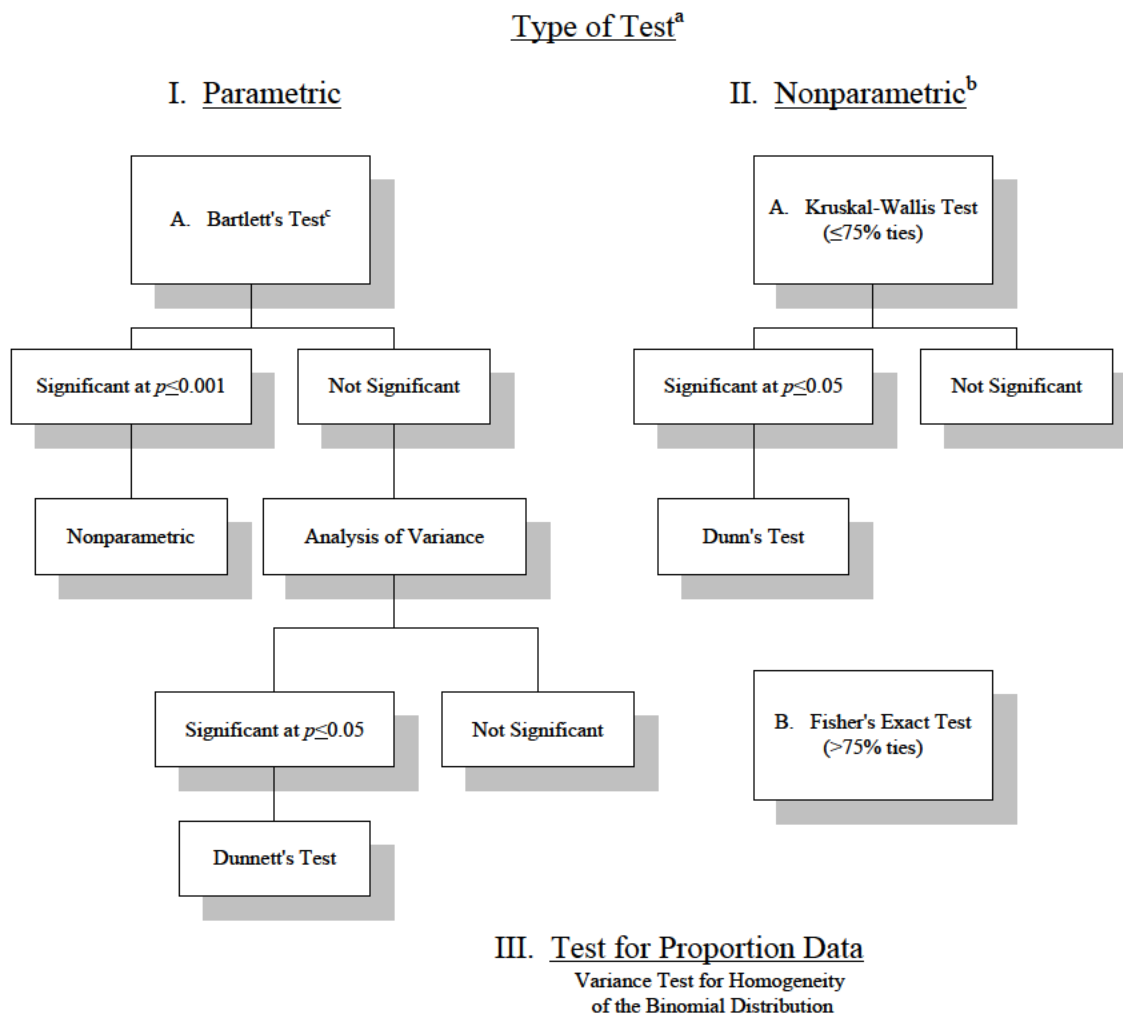 Type of Testᵃ
I. Parametric
II. Nonparametricᵇ
A. Bartlett's Testᶜ
A. Kruskal-Wallis Test
(≤75% ties)
Significant at p≤0.001
Not Significant
Significant at p≤0.05
Not Significant
Nonparametric
Analysis of Variance
Dunn's Test
Significant at p≤0.05
Not Significant
B. Fisher's Exact Test
(>75% ties)
Dunnett's Test
III. Test for Proportion Data
Variance Test for Homogeneity
of the Binomial Distribution